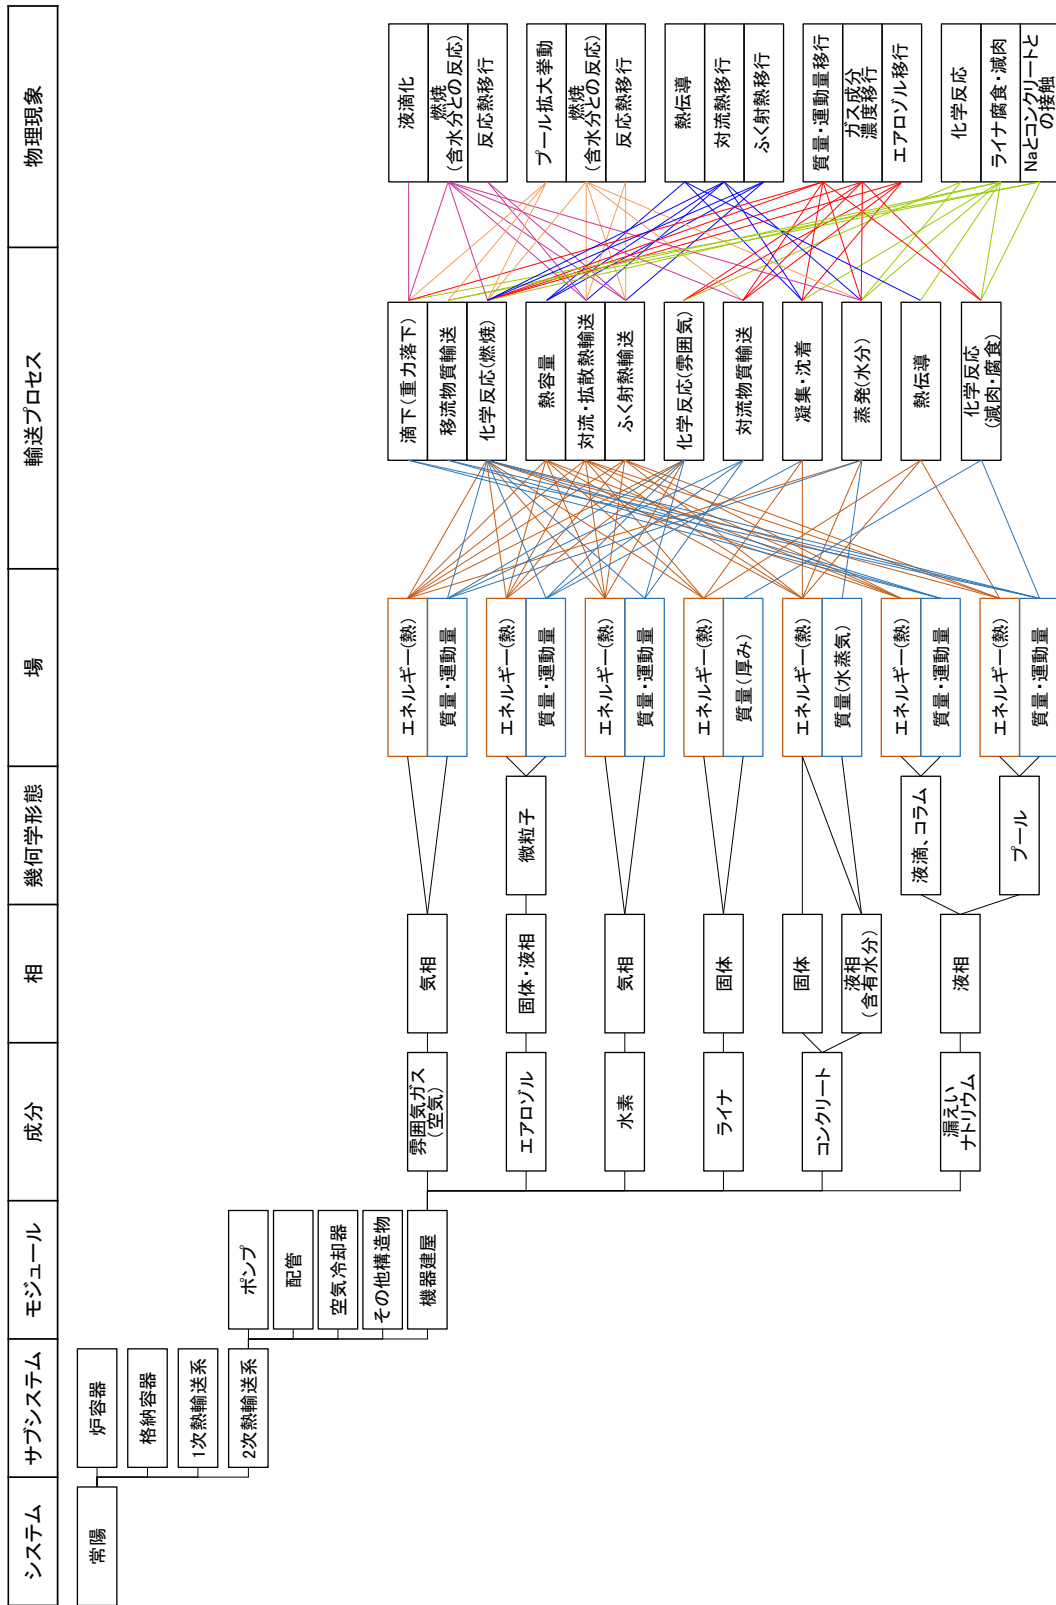 システム
サブシステム
モジュール
成分
相
幾何学形態
場
輸送プロセス
物理現象
常陽
炉容器
格納容器
1次熱輸送系
2次熱輸送系
ポンプ
配管
空気冷却器
その他構造物
機器建屋
雰囲気ガス
(空気)
エアロゾル
水素
ライナ
コンクリート
漏えい
ナトリウム
気相
固体・液相
気相
固体
固体
液相
(含有水分)
液相
微粒子
液滴、コラム
プール
エネルギー(熱)
質量・運動量
エネルギー(熱)
質量・運動量
エネルギー(熱)
質量・運動量
エネルギー(熱)
質量(厚み)
エネルギー(熱)
質量(水蒸気)
エネルギー(熱)
質量・運動量
エネルギー(熱)
質量・運動量
滴下(重力落下)
移流物質輸送
化学反応(燃焼)
熱容量
対流・拡散熱輸送
ふく射熱輸送
化学反応(雰囲気)
対流物質輸送
凝集・沈着
蒸発(水分)
熱伝導
化学反応
(減肉・腐食)
液滴化
燃焼
(含水分との反応)
反応熱移行
プール拡大挙動
燃焼
(含水分との反応)
反応熱移行
熱伝導
対流熱移行
ふく射熱移行
質量・運動量移行
ガス成分
濃度移行
エアロゾル移行
化学反応
ライナ腐食・減肉
Naとコンクリートと
の接触